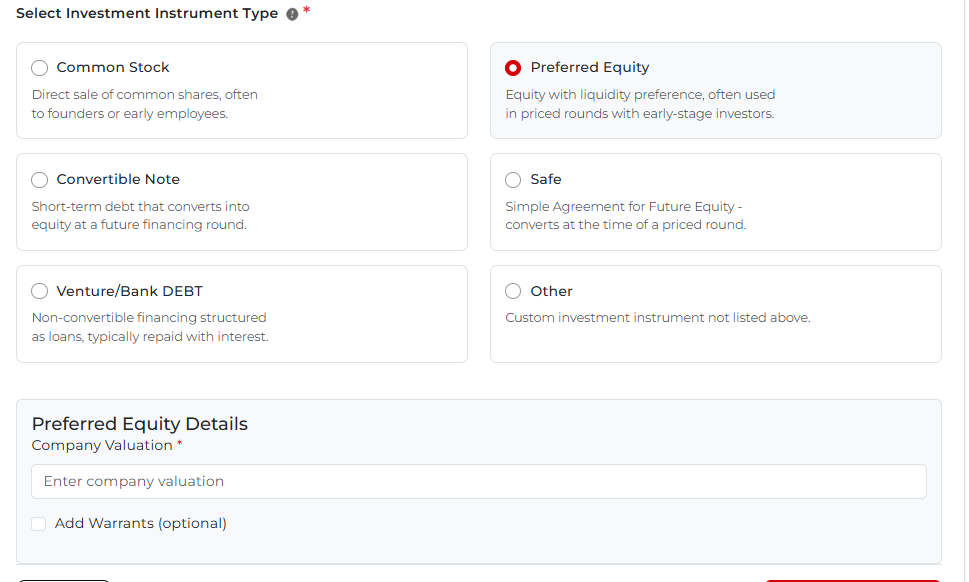 Select Investment Instrument Type ? *
Common Stock
Direct sale of common shares, often
to founders or early employees.
Preferred Equity
Equity with liquidity preference, often used
in priced rounds with early-stage investors.
Convertible Note
Short-term debt that converts into
equity at a future financing round.
Safe
Simple Agreement for Future Equity -
converts at the time of a priced round.
Venture/Bank DEBT
Non-convertible financing structured
as loans, typically repaid with interest.
Other
Custom investment instrument not listed above.
Preferred Equity Details
Company Valuation *
Enter company valuation
Add Warrants (optional)